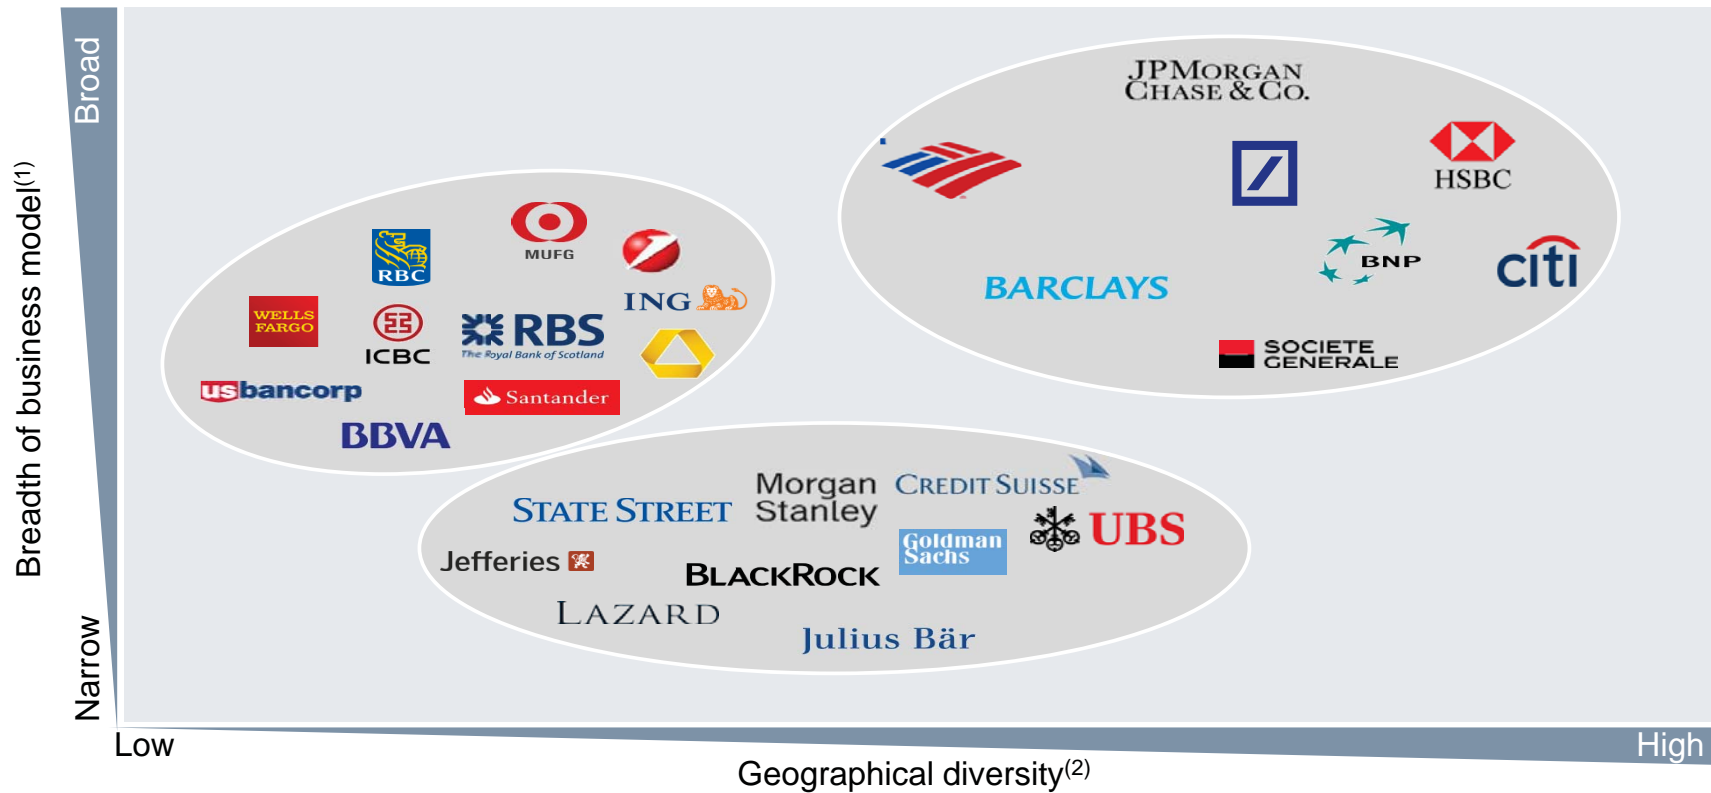 Broad
Breadth of business model(1)
Narrow
JPMORGAN
CHASE & CO.
HSBC
BNP
citi
BARCLAYS
SOCIETE
GENERALE
MUFG
RBC
ING
WELLS
FARGO
ICBC
RBS
The Royal Bank of Scotland
usbancorp
Santander
BBVA
STATE STREET
Morgan
Stanley
CREDIT SUISSE
UBS
Goldman
Sachs
Jefferies
BLACKROCK
LAZARD
Julius Bär
Low
High
Geographical diversity(2)